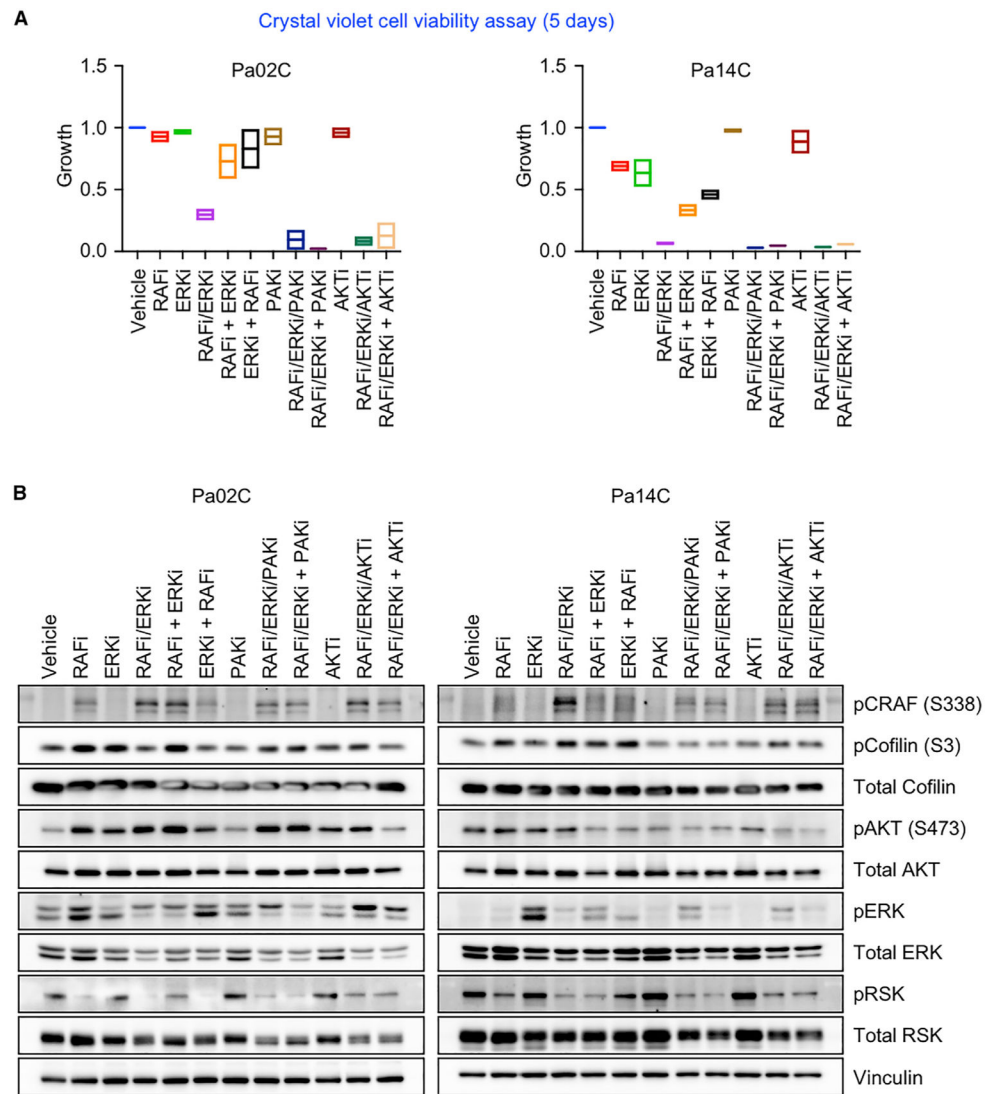 A
Crystal violet cell viability assay (5 days)
Pa02C
1.5
1.0
0.5
0.0
Growth
Vehicle
RAFi
ERKi
RAFi/ERKi
RAFi + ERKi
ERKi + RAFi
PAKi
RAFi/ERKi/PAKi
RAFi/ERKi + PAKi
AKTi
RAFi/ERKi/AKTi
RAFi/ERKi + AKTi
Pa14C
1.5
1.0
0.5
0.0
Growth
Vehicle
RAFi
ERKi
RAFi/ERKi
RAFi + ERKi
ERKi + RAFi
PAKi
RAFi/ERKi/PAKi
RAFi/ERKi + PAKi
AKTi
RAFi/ERKi/AKTi
RAFi/ERKi + AKTi
B
Pa02C
Vehicle
RAFi
ERKi
RAFi/ERKi
RAFi + ERKi
ERKi + RAFi
PAKi
RAFi/ERKi/PAKi
RAFi/ERKi + PAKi
AKTi
RAFi/ERKi/AKTi
RAFi/ERKi + AKTi
Pa14C
Vehicle
RAFi
ERKi
RAFi/ERKi
RAFi + ERKi
ERKi + RAFi
PAKi
RAFi/ERKi/PAKi
RAFi/ERKi + PAKi
AKTi
RAFi/ERKi/AKTi
RAFi/ERKi + AKTi
pCRAF (S338)
pCofilin (S3)
Total Cofilin
pAKT (S473)
Total AKT
pERK
Total ERK
pRSK
Total RSK
Vinculin